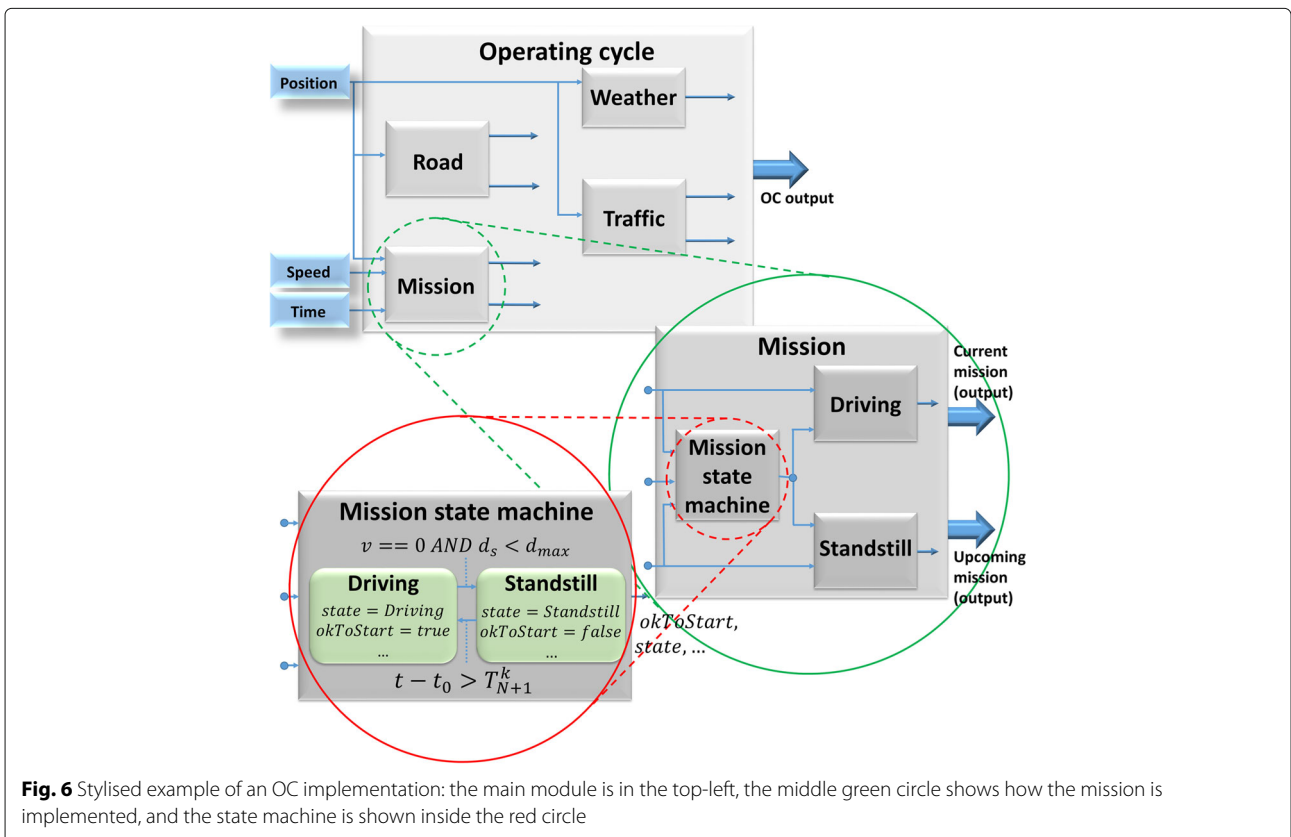 Operating cycle
Position
Weather
Road
Traffic
OC output
Speed
Mission
Time
Mission
Current
mission
(output)
Driving
Mission
state
machine
Standstill
Upcoming
mission
(output)
Mission state machine
v == 0 AND d_s < d_max
Driving
state = Driving
okToStart = true
...
Standstill
state = Standstill
okToStart = false
...
t − t_0 > T_{N+1}^k
okToStart,
state, ...
Fig. 6 Stylised example of an OC implementation: the main module is in the top-left, the middle green circle shows how the mission is
implemented, and the state machine is shown inside the red circle